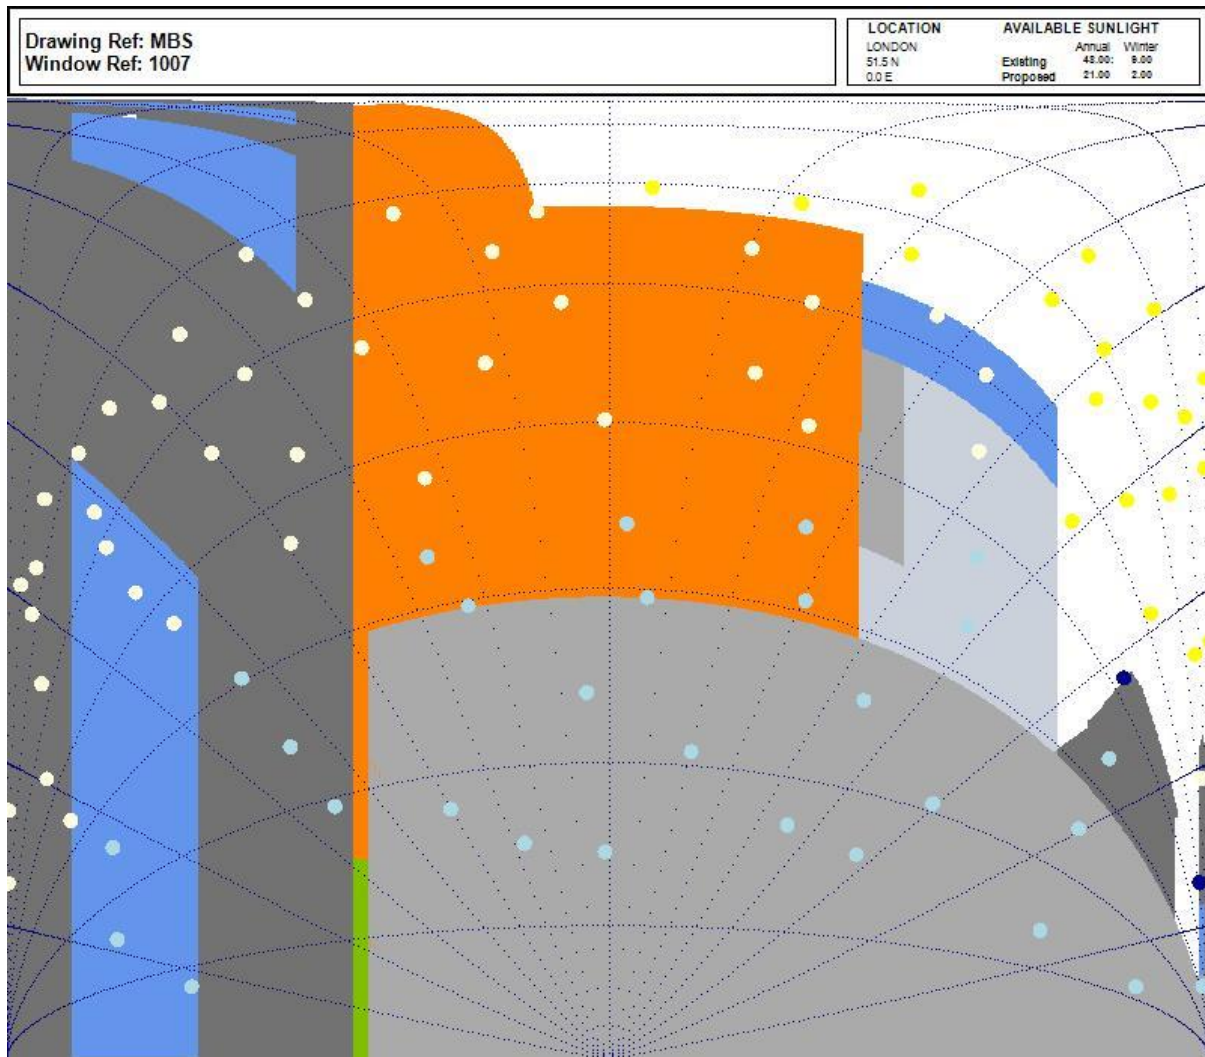 Drawing Ref: MBS
Window Ref: 1007
LOCATION
LONDON
51.5 N
0.0 E
AVAILABLE SUNLIGHT
Annual Winter
Existing 43.00: 9.00
Proposed 21.00 2.00